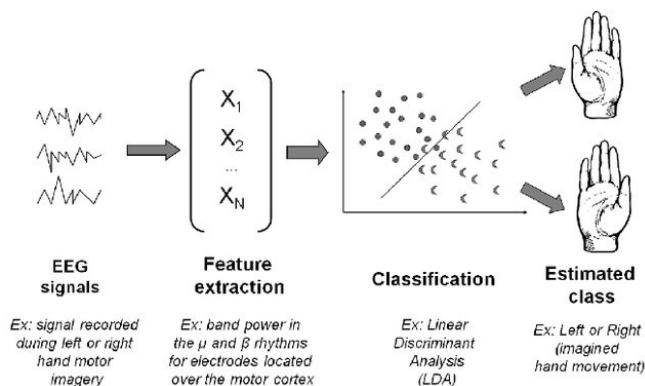 X1
X2
...
XN
EEG
signals
Feature
extraction
Classification
Estimated
class
Ex: signal recorded
during left or right
hand motor
imagery
Ex: band power in
the μ and β rhythms
for electrodes located
over the motor cortex
Ex: Linear
Discriminant
Analysis
(LDA)
Ex: Left or Right
(imagined
hand movement)